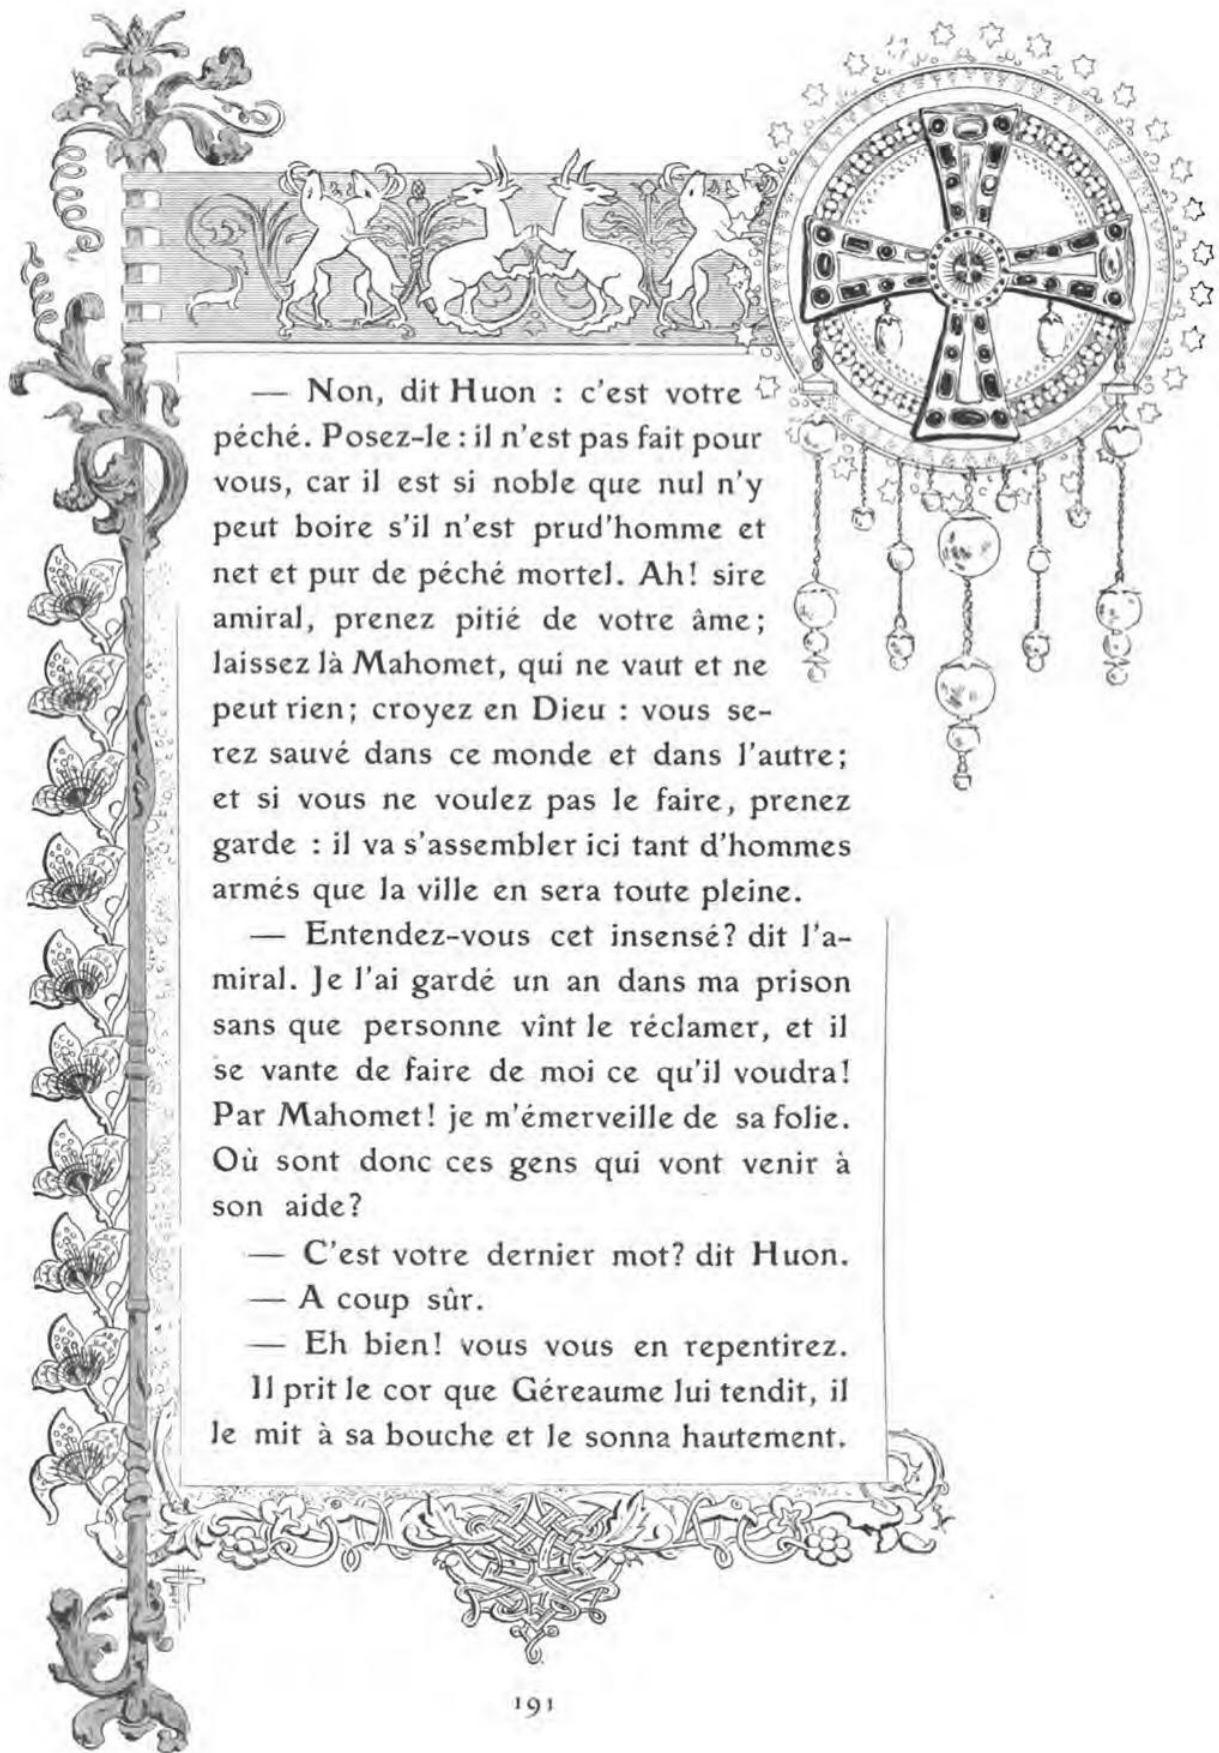 — Non, dit Huon : c'est votre
péché. Posez-le : il n'est pas fait pour
vous, car il est si noble que nul n'y
peut boire s'il n'est prud'homme et
net et pur de péché mortel. Ah! sire
amiral, prenez pitié de votre âme;
laissez là Mahomet, qui ne vaut et ne
peut rien; croyez en Dieu : vous se-
rez sauvé dans ce monde et dans l'autre;
et si vous ne voulez pas le faire, prenez
garde : il va s'assembler ici tant d'hommes
armés que la ville en sera toute pleine.
— Entendez-vous cet insensé? dit l'a-
miral. Je l'ai gardé un an dans ma prison
sans que personne vînt le réclamer, et il
se vante de faire de moi ce qu'il voudra!
Par Mahomet! je m'émerveille de sa folie.
Où sont donc ces gens qui vont venir à
son aide?
— C'est votre dernier mot? dit Huon.
— A coup sûr.
— Eh bien! vous vous en repentirez.
Il prit le cor que Géreaume lui tendit, il
le mit à sa bouche et le sonna hautement.
191